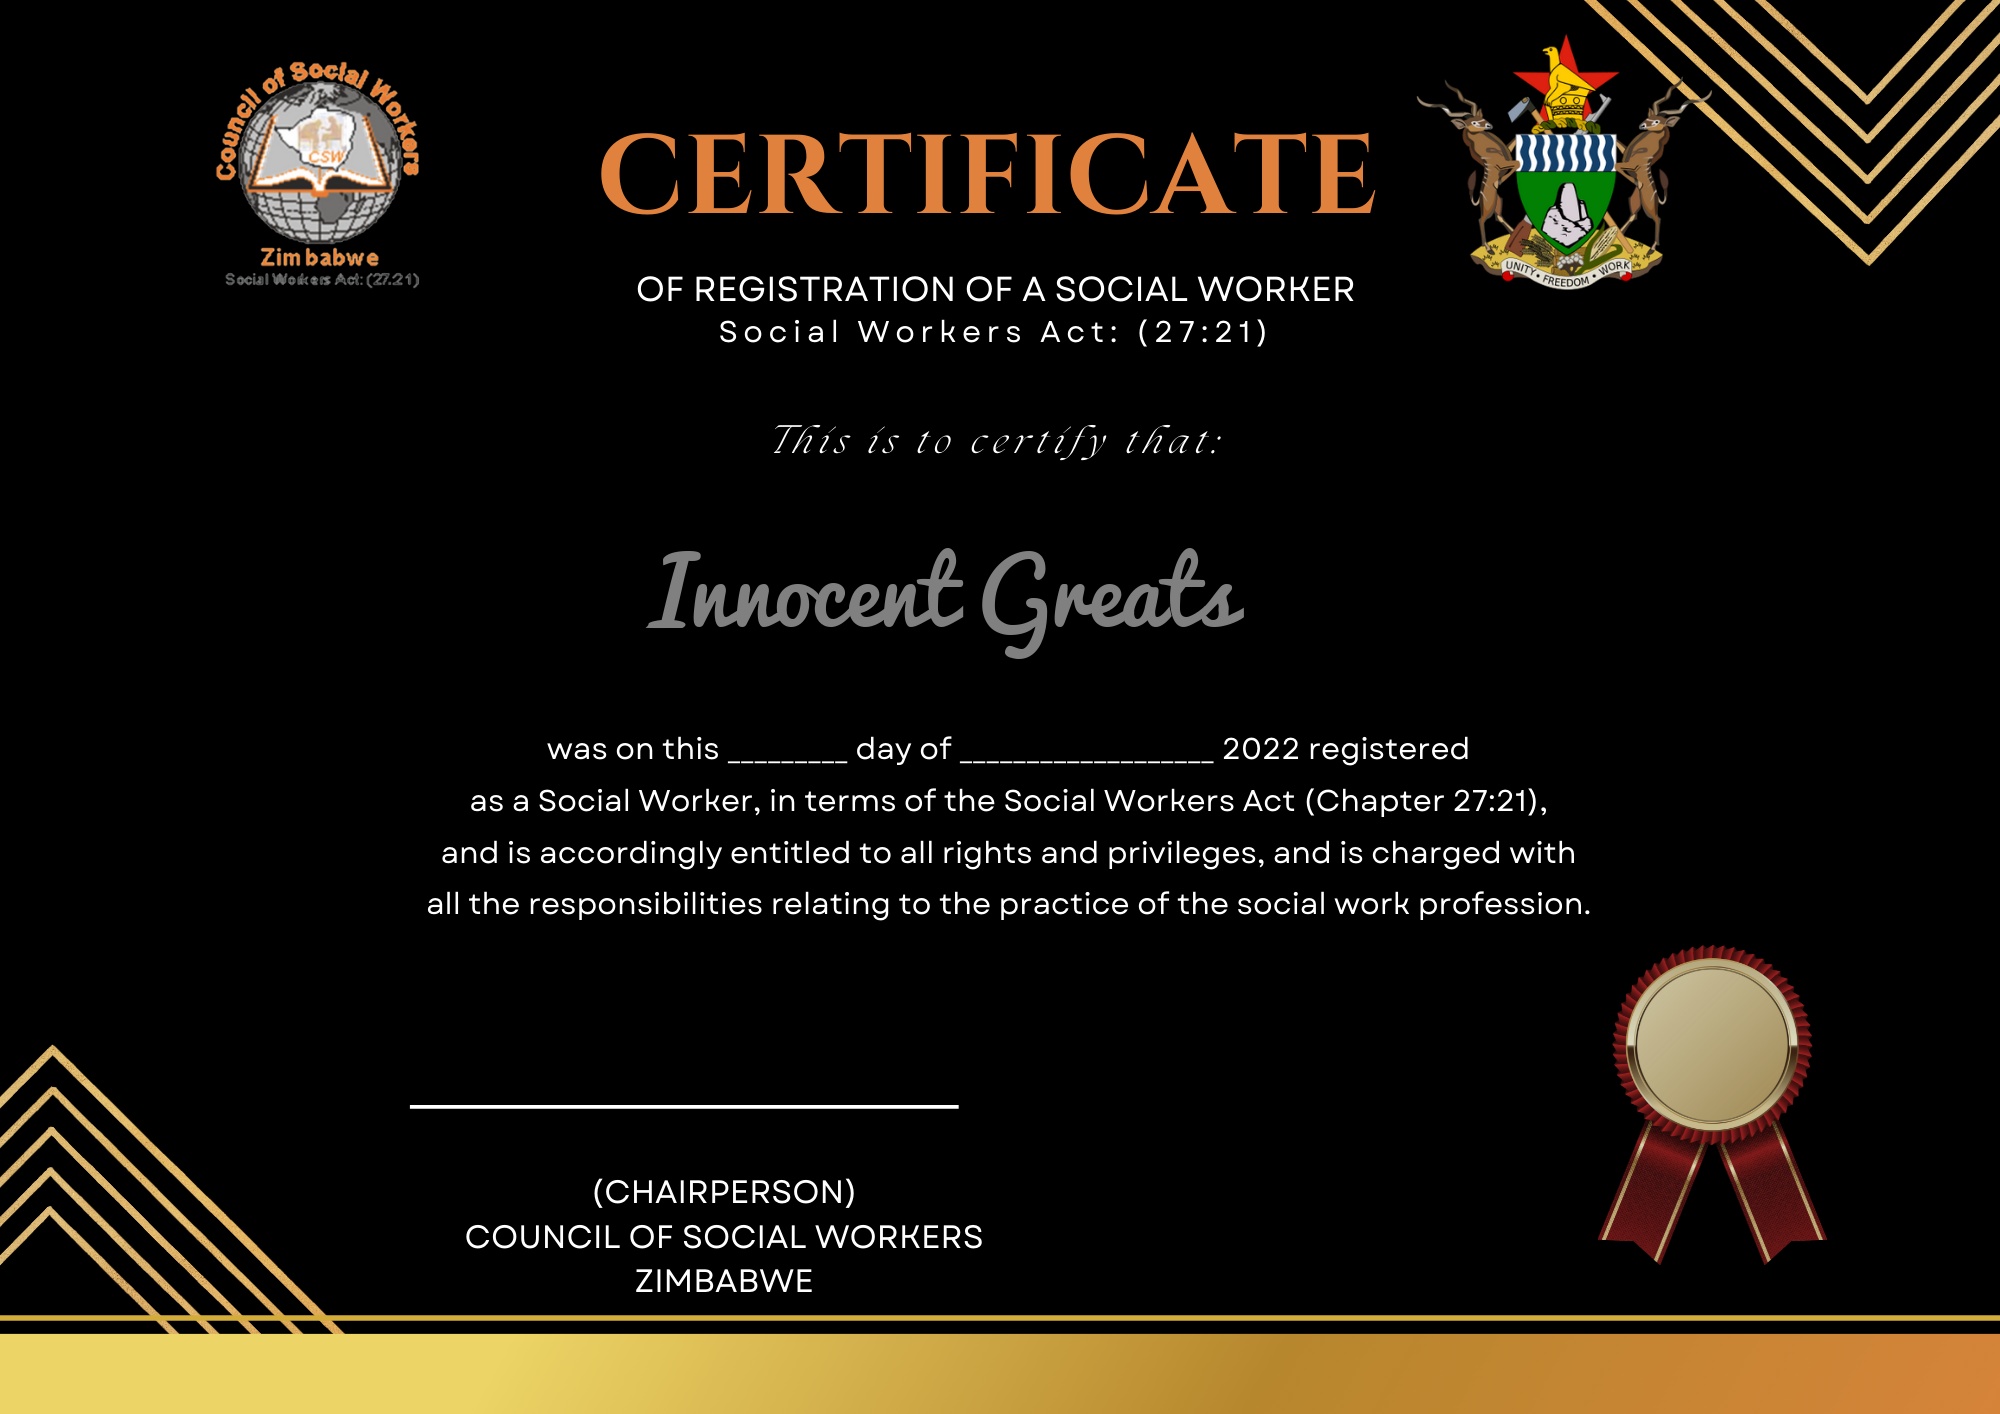 Council of Social Workers
CSW
Zimbabwe
Social Workers Act: (27:21)
CERTIFICATE
UNITY • FREEDOM • WORK
OF REGISTRATION OF A SOCIAL WORKER
Social Workers Act: (27:21)
This is to certify that:
Innocent Greats
was on this _________ day of ___________________ 2022 registered
as a Social Worker, in terms of the Social Workers Act (Chapter 27:21),
and is accordingly entitled to all rights and privileges, and is charged with
all the responsibilities relating to the practice of the social work profession.
(CHAIRPERSON)
COUNCIL OF SOCIAL WORKERS
ZIMBABWE